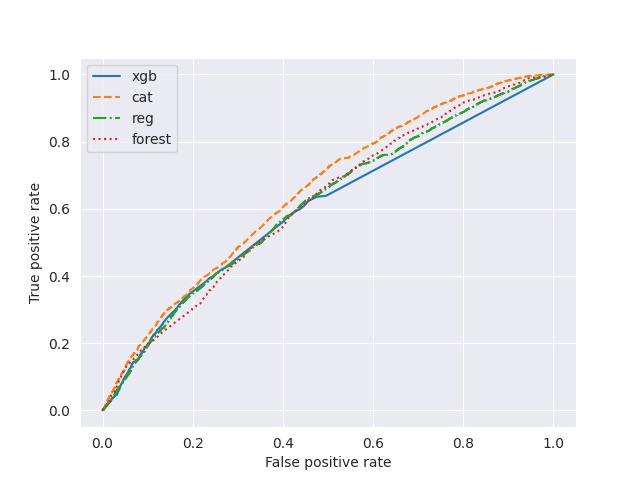 xgb
cat
reg
forest
1.0
0.8
0.6
0.4
0.2
0.0
True positive rate
0.0 0.2 0.4 0.6 0.8 1.0
False positive rate